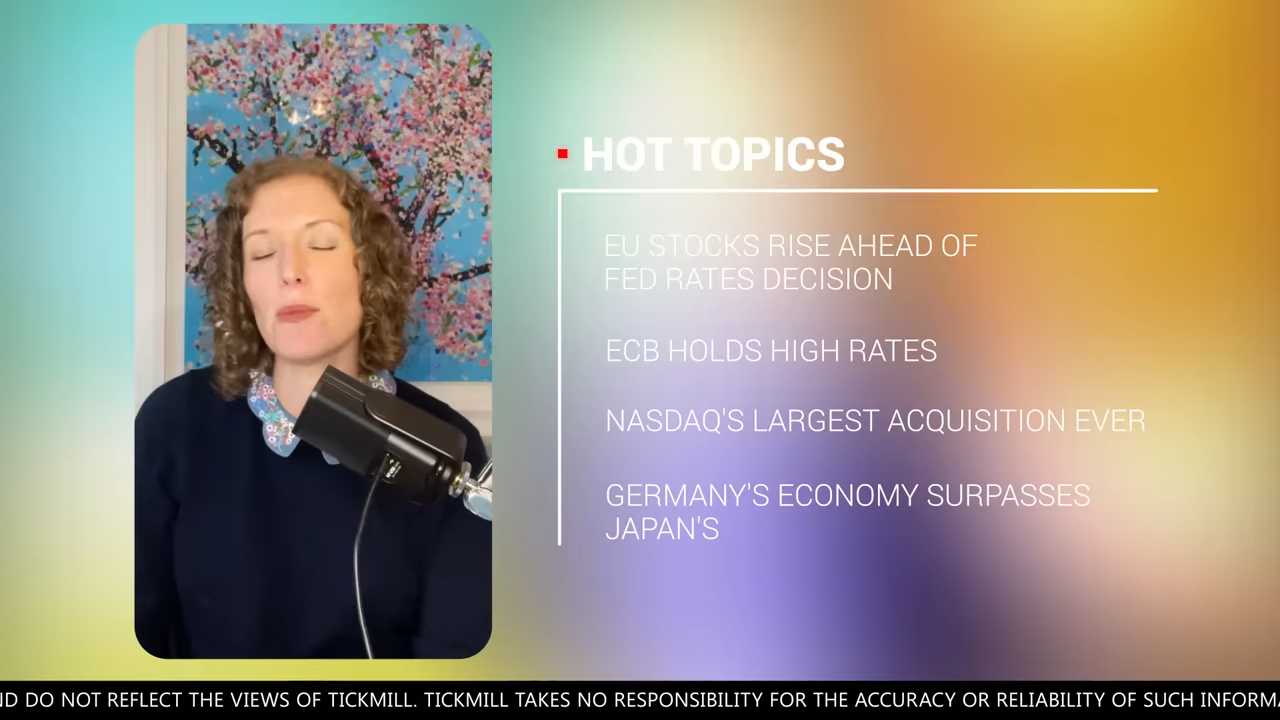 HOT TOPICS
EU STOCKS RISE AHEAD OF
FED RATES DECISION
ECB HOLDS HIGH RATES
NASDAQ'S LARGEST ACQUISITION EVER
GERMANY'S ECONOMY SURPASSES
JAPAN'S
DO NOT REFLECT THE VIEWS OF TICKMILL. TICKMILL TAKES NO RESPONSIBILITY FOR THE ACCURACY OR RELIABILITY OF SUCH